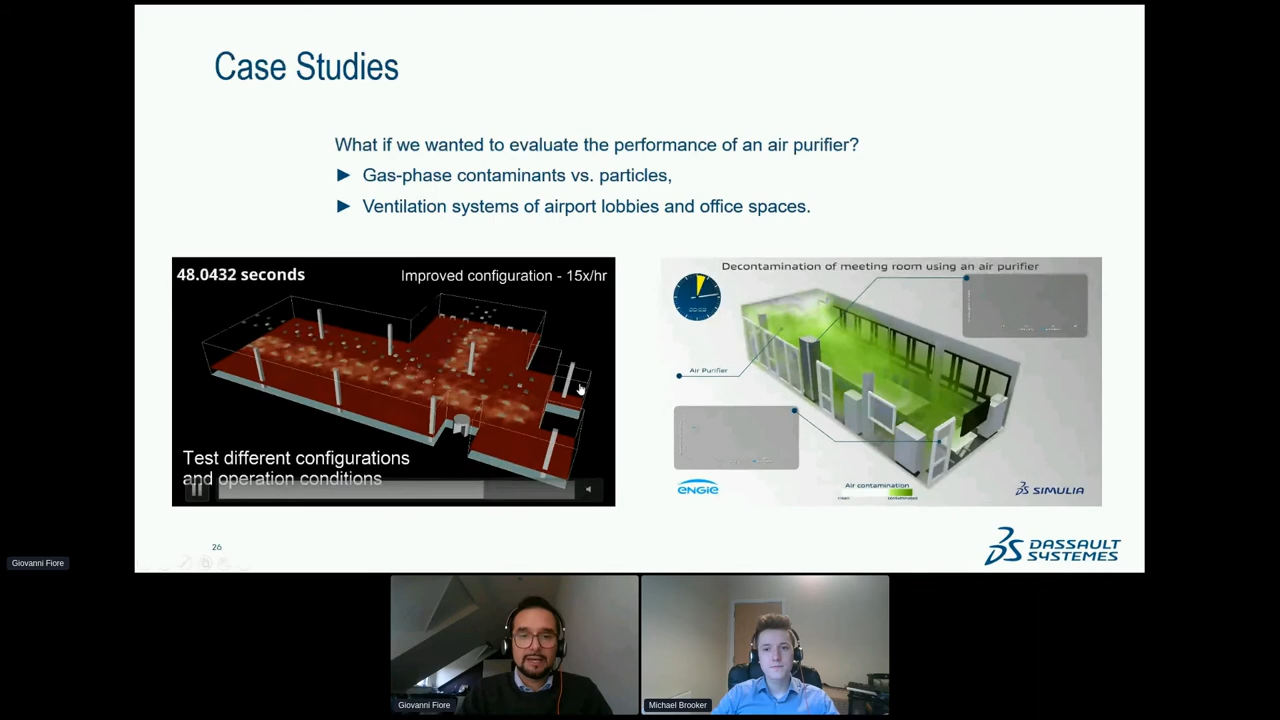 Case Studies
What if we wanted to evaluate the performance of an air purifier?
► Gas-phase contaminants vs. particles,
► Ventilation systems of airport lobbies and office spaces.
48.0432 seconds
Improved configuration - 15x/hr
Test different configurations
and operation conditions
Decontamination of meeting room using an air purifier
Air Purifier
Air contamination
clean
contaminated
ENGIE
SIMULIA
26
DASSAULT
SYSTEMES
Giovanni Fiore
Giovanni Fiore
Michael Brooker